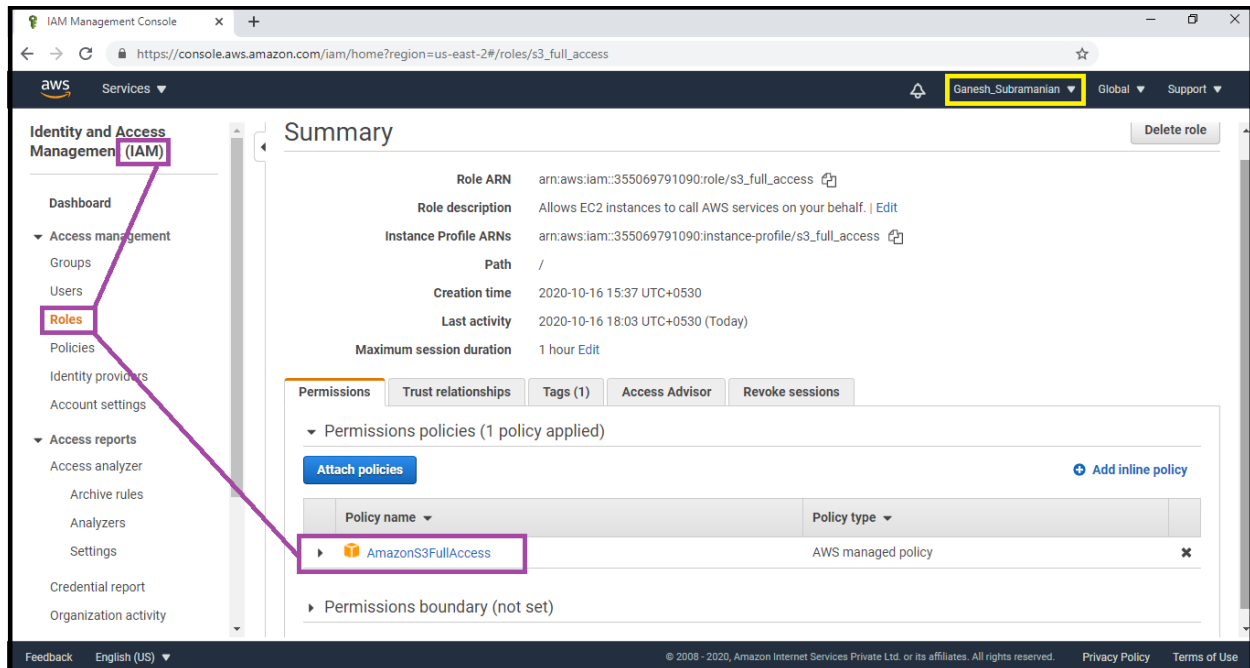 IAM Management Console
https://console.aws.amazon.com/iam/home?region=us-east-2#/roles/s3_full_access
aws Services Ganesh_Subramanian Global Support
Identity and Access
Management (IAM)
Dashboard
Access management
Groups
Users
Roles
Policies
Identity providers
Account settings
Access reports
Access analyzer
Archive rules
Analyzers
Settings
Credential report
Organization activity
Summary
Delete role
Role ARN arn:aws:iam::355069791090:role/s3_full_access
Role description Allows EC2 instances to call AWS services on your behalf. | Edit
Instance Profile ARNs arn:aws:iam::355069791090:instance-profile/s3_full_access
Path /
Creation time 2020-10-16 15:37 UTC+0530
Last activity 2020-10-16 18:03 UTC+0530 (Today)
Maximum session duration 1 hour Edit
Permissions Trust relationships Tags (1) Access Advisor Revoke sessions
Permissions policies (1 policy applied)
Attach policies Add inline policy
Policy name Policy type
AmazonS3FullAccess AWS managed policy
Permissions boundary (not set)
Feedback English (US) © 2008 - 2020, Amazon Internet Services Private Ltd. or its affiliates. All rights reserved. Privacy Policy Terms of Use